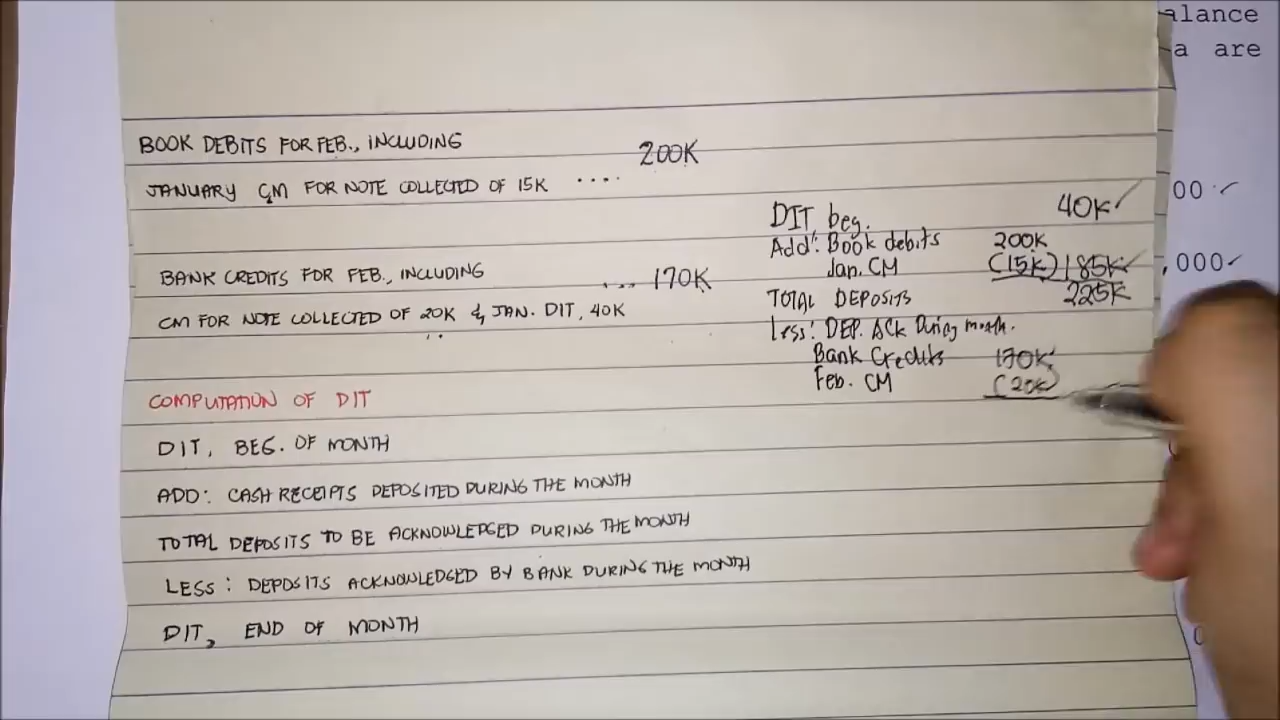 alance
a are
BOOK DEBITS FOR FEB., INCLUDING
200K
JANUARY CM FOR NOTE COLLECTED OF 15K ....
00 ✓
DIT, beg. 40K ✓
Add: Book debits 200K
Jan. CM (15K) 185K ✓
,000 ✓
BANK CREDITS FOR FEB., INCLUDING
.... 170K
CM FOR NOTE COLLECTED OF 20K & JAN. DIT, 40K
TOTAL DEPOSITS 225K
Less: DEP. ACK During month.
Bank Credits 170K
Feb. CM (20K)
COMPUTATION OF DIT
DIT, BEG. OF MONTH
ADD: CASH RECEIPTS DEPOSITED DURING THE MONTH
TOTAL DEPOSITS TO BE ACKNOWLEDGED DURING THE MONTH
LESS: DEPOSITS ACKNOWLEDGED BY BANK DURING THE MONTH
DIT, END OF MONTH